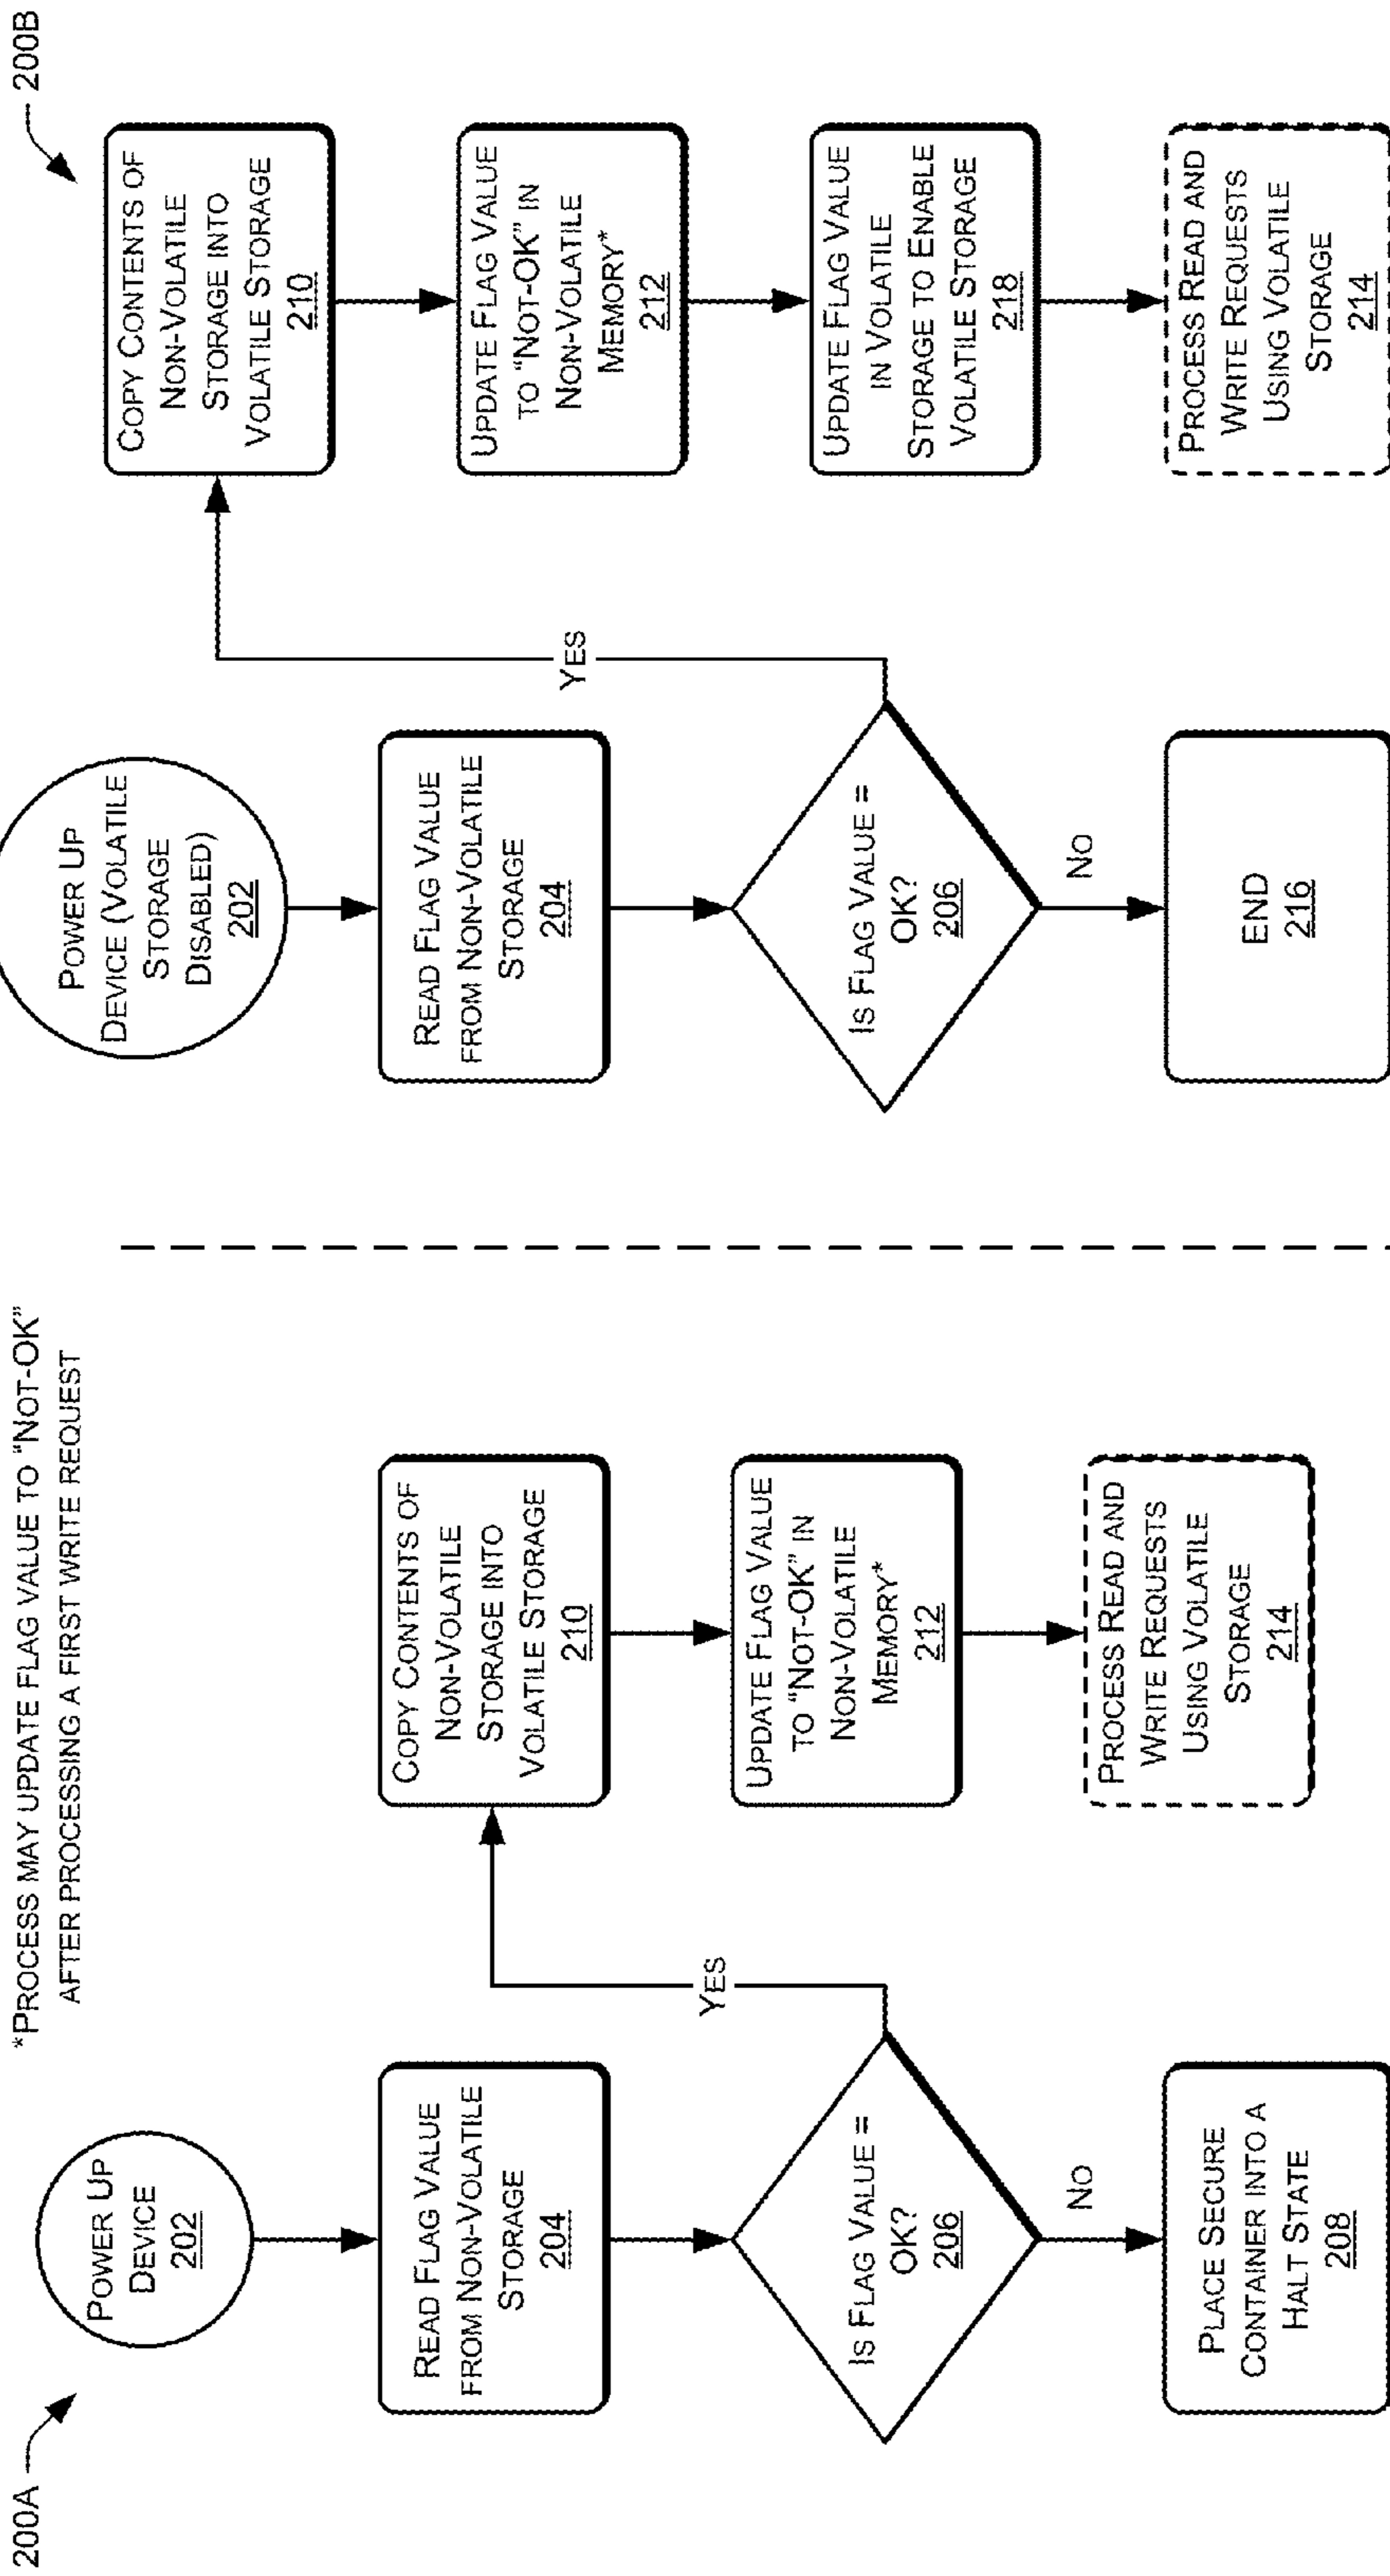 200A
*PROCESS MAY UPDATE FLAG VALUE TO "NOT-OK"
AFTER PROCESSING A FIRST WRITE REQUEST
POWER UP
DEVICE
202
READ FLAG VALUE
FROM NON-VOLATILE
STORAGE
204
IS FLAG VALUE =
OK?
206
NO
PLACE SECURE
CONTAINER INTO A
HALT STATE
208
YES
COPY CONTENTS OF
NON-VOLATILE
STORAGE INTO
VOLATILE STORAGE
210
UPDATE FLAG VALUE
TO "NOT-OK" IN
NON-VOLATILE
MEMORY*
212
PROCESS READ AND
WRITE REQUESTS
USING VOLATILE
STORAGE
214
200B
POWER UP
DEVICE (VOLATILE
STORAGE
DISABLED)
202
READ FLAG VALUE
FROM NON-VOLATILE
STORAGE
204
IS FLAG VALUE =
OK?
206
NO
END
216
YES
COPY CONTENTS OF
NON-VOLATILE
STORAGE INTO
VOLATILE STORAGE
210
UPDATE FLAG VALUE
TO "NOT-OK" IN
NON-VOLATILE
MEMORY*
212
UPDATE FLAG VALUE
IN VOLATILE
STORAGE TO ENABLE
VOLATILE STORAGE
218
PROCESS READ AND
WRITE REQUESTS
USING VOLATILE
STORAGE
214